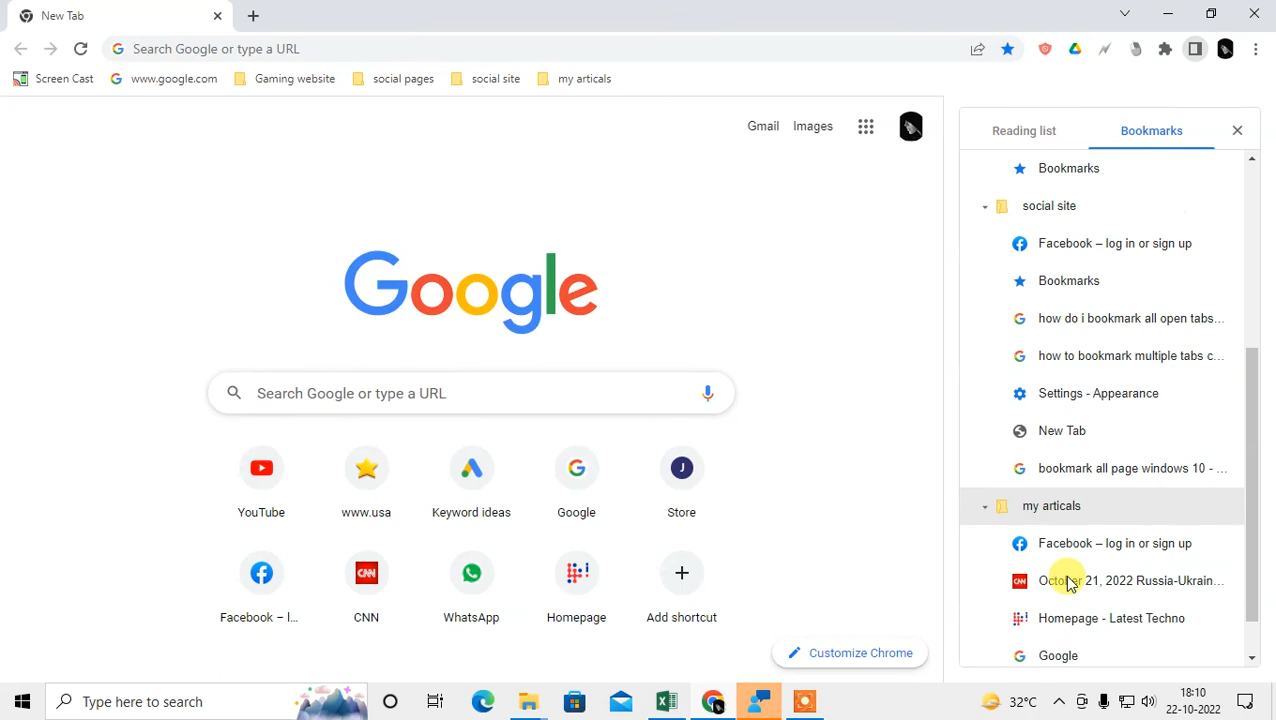 New Tab
Search Google or type a URL
Screen Cast www.google.com Gaming website social pages social site my articals
Gmail Images
Reading list Bookmarks
Bookmarks
social site
Facebook – log in or sign up
Bookmarks
how do i bookmark all open tabs...
how to bookmark multiple tabs c...
Settings - Appearance
New Tab
bookmark all page windows 10 - ...
my articals
Facebook – log in or sign up
October 21, 2022 Russia-Ukrain...
Homepage - Latest Techno
Google
Google
Search Google or type a URL
J
YouTube www.usa Keyword ideas Google Store
CNN
Facebook – l... CNN WhatsApp Homepage Add shortcut
Customize Chrome
Type here to search
32°C
18:10
22-10-2022